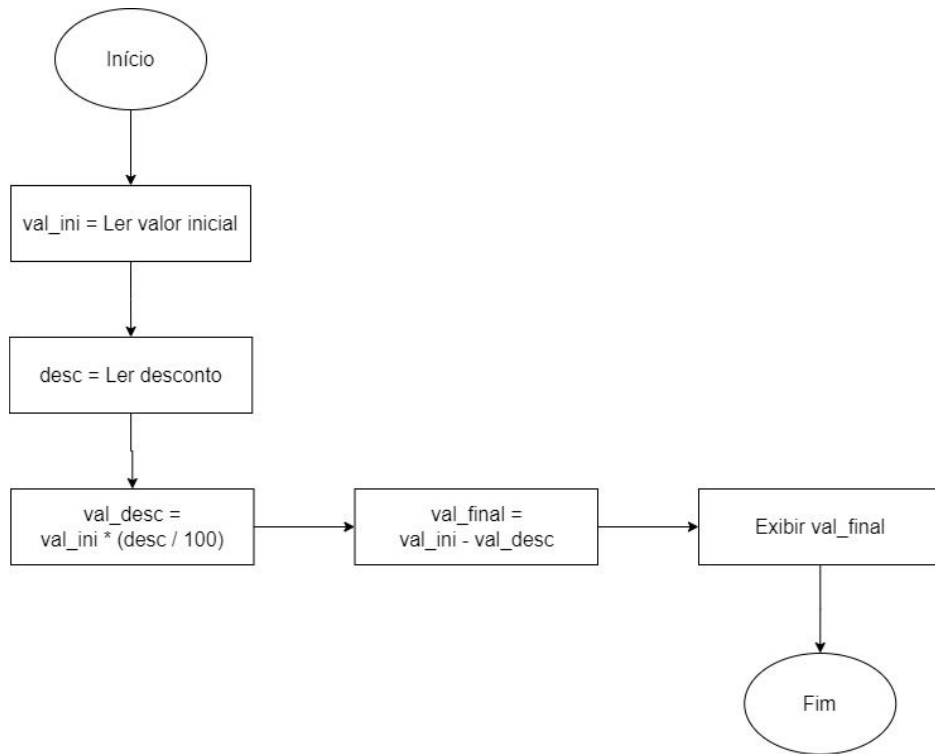 Início
val_ini = Ler valor inicial
desc = Ler desconto
val_desc =
val_ini * (desc / 100)
val_final =
val_ini - val_desc
Exibir val_final
Fim